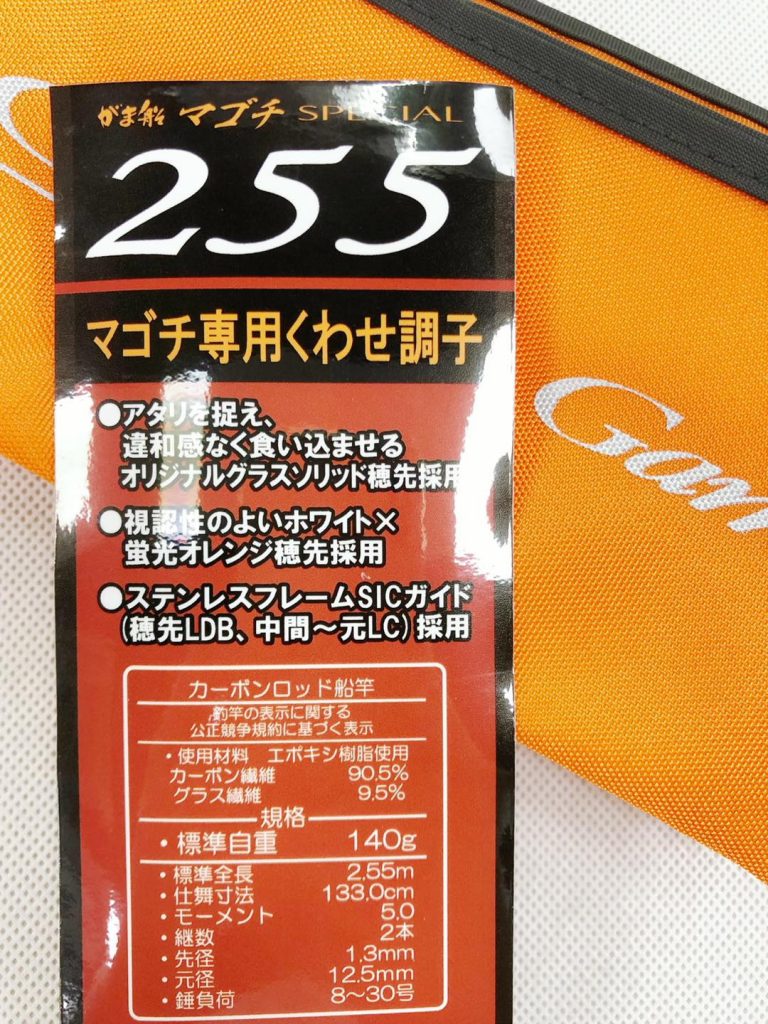 がま船 マゴチ SPECIAL
255
マゴチ専用くわせ調子
●アタリを捉え、
違和感なく食い込ませる
オリジナルグラスソリッド穂先採用
●視認性のよいホワイト×
蛍光オレンジ穂先採用
●ステンレスフレームSICガイド
(穂先LDB、中間～元LC)採用
カーボンロッド船竿
釣竿の表示に関する
公正競争規約に基づく表示
・使用材料 エポキシ樹脂使用
カーボン繊維 90.5%
グラス繊維 9.5%
規格
・標準自重 140g
・標準全長 2.55m
・仕舞寸法 133.0cm
・モーメント 5.0
・継数 2本
・先径 1.3mm
・元径 12.5mm
・錘負荷 8～30号
Gam